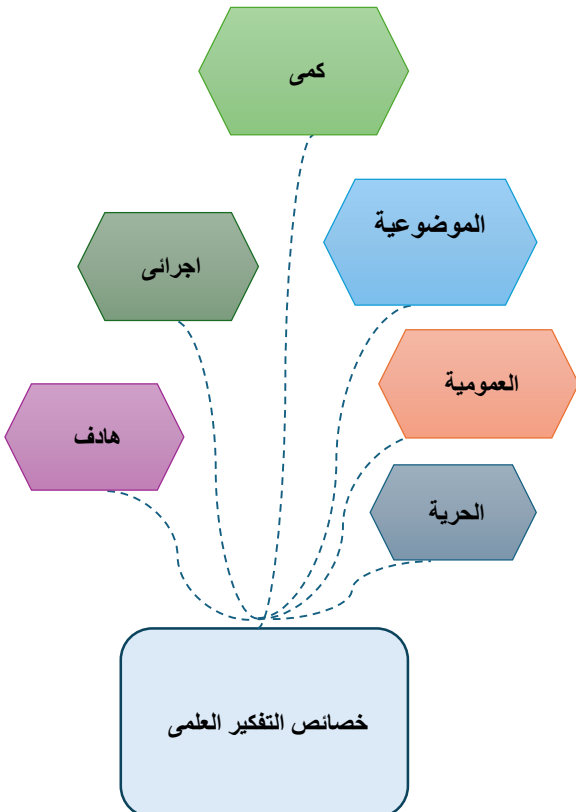 كمى
الموضوعية
اجرائى
العمومية
هادف
الحرية
خصائص التفكير العلمى